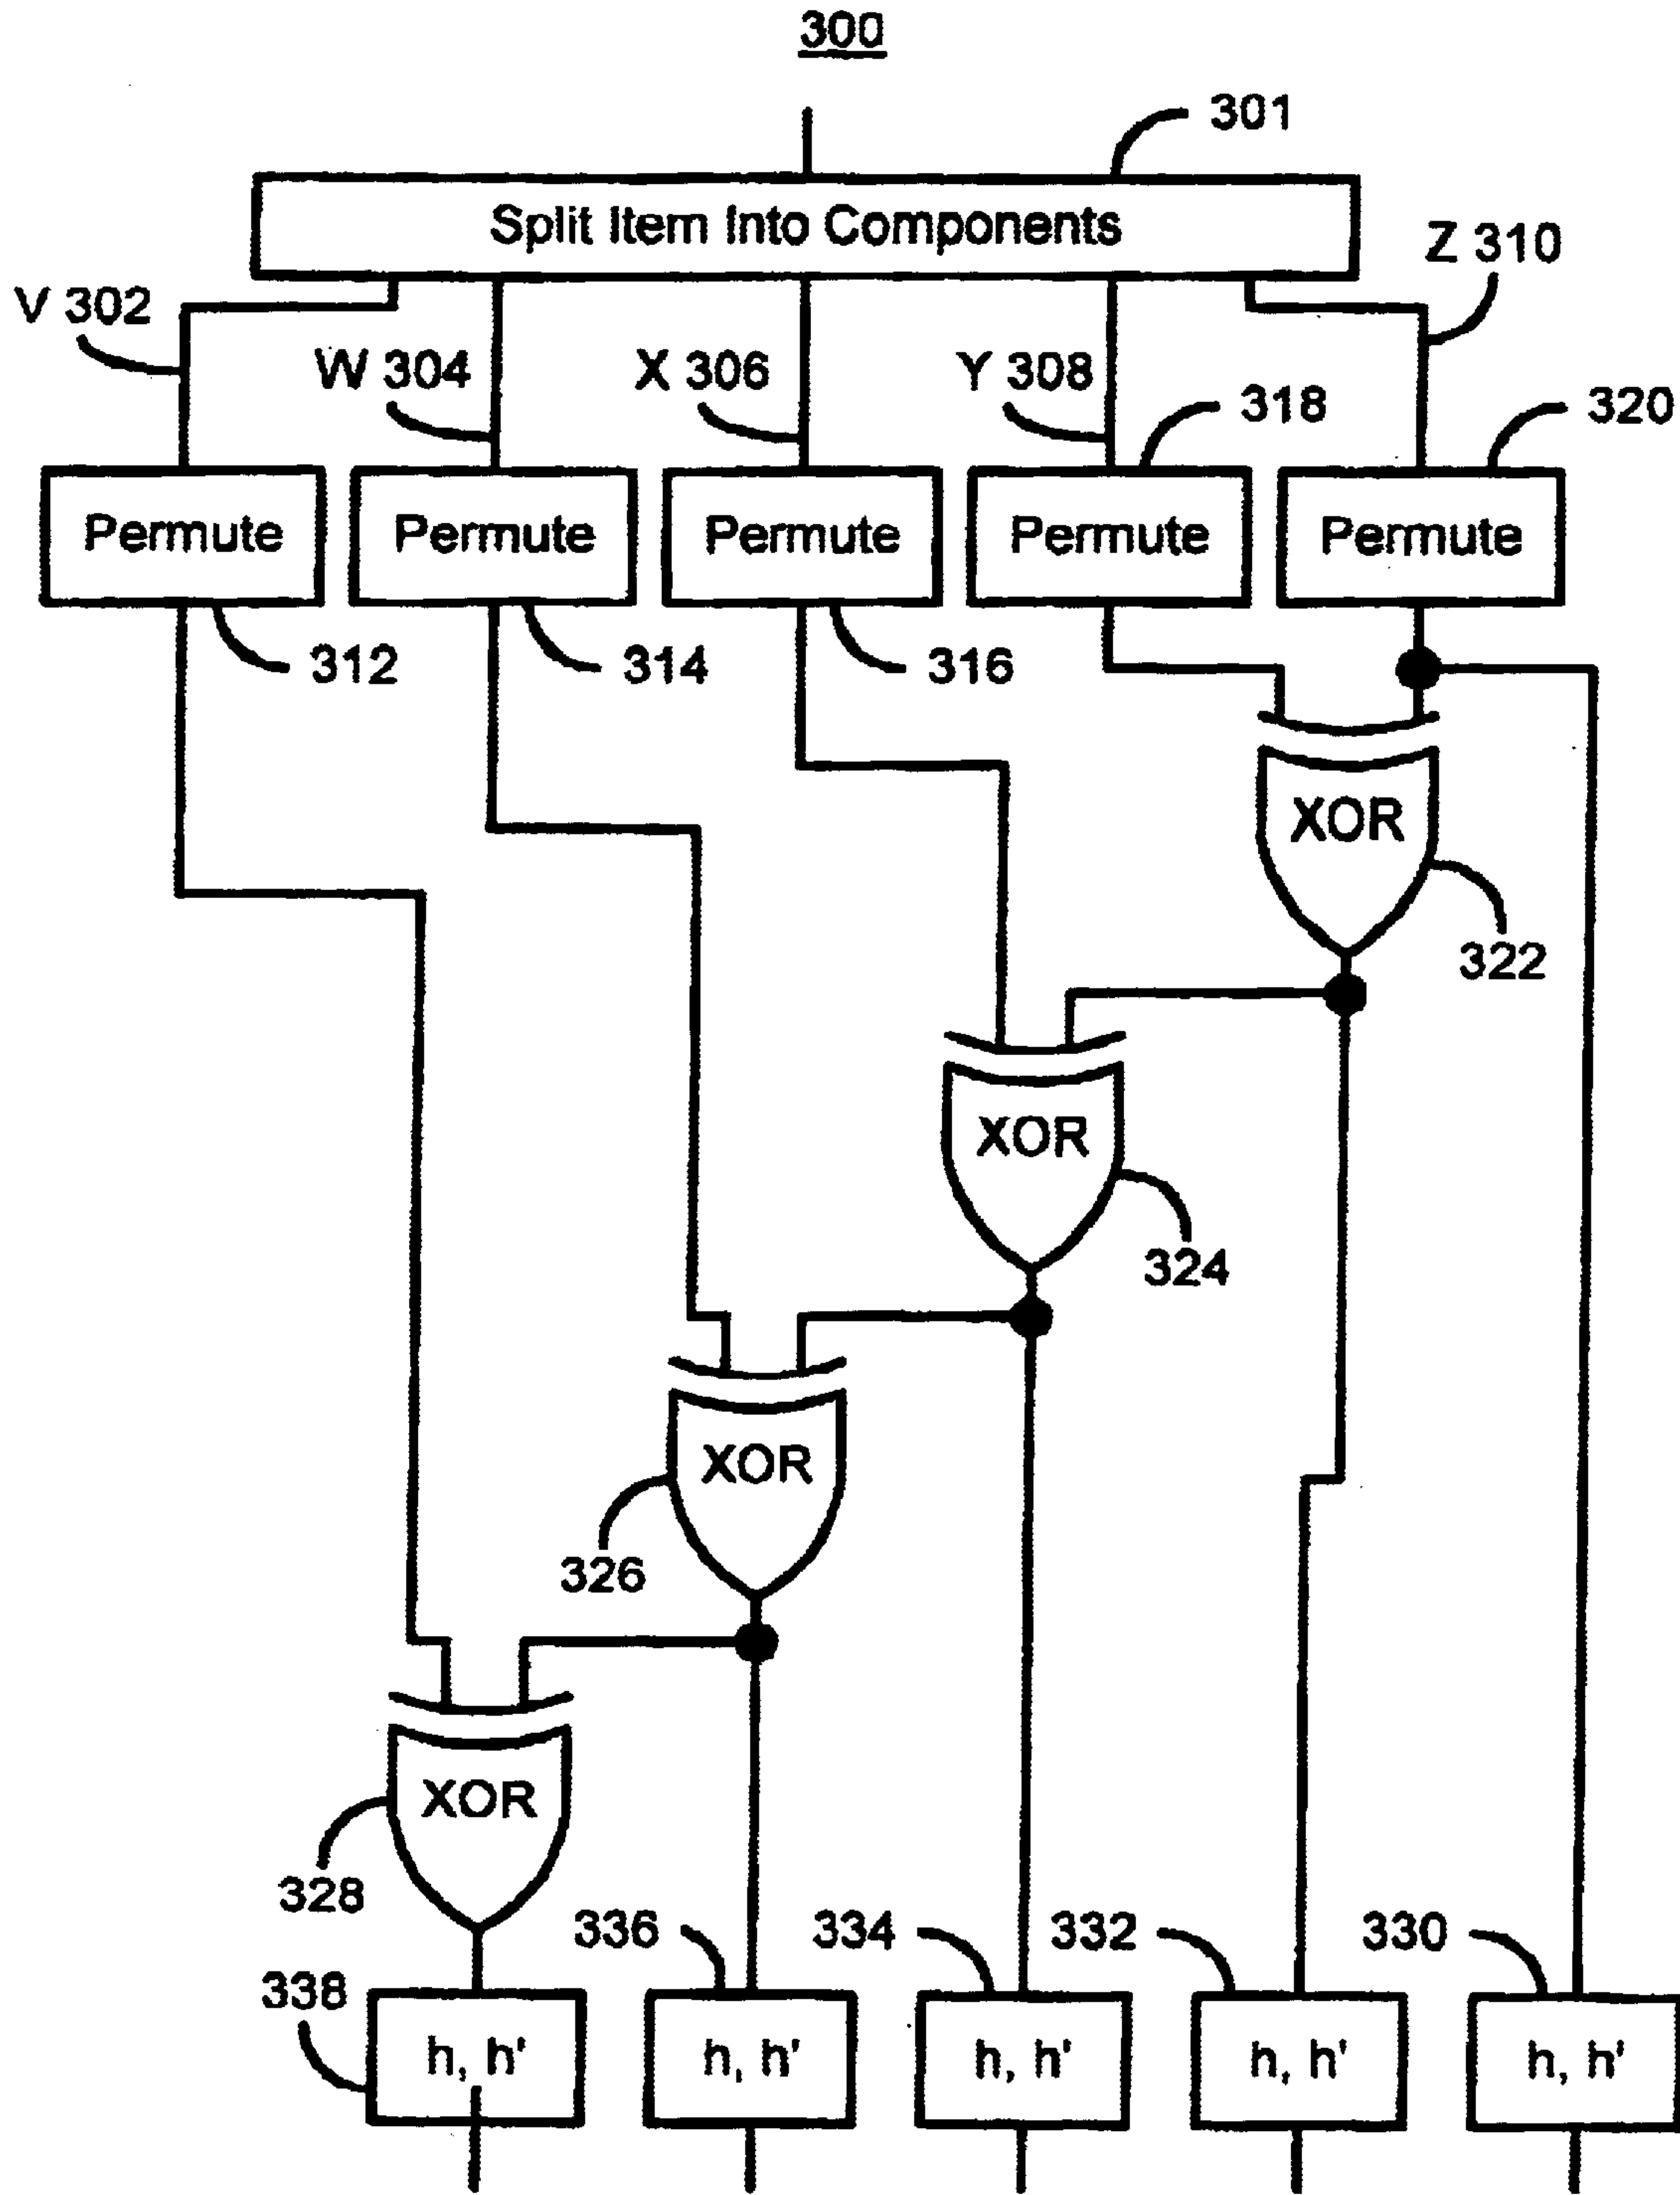 300
301
Split Item Into Components
Z 310
V 302
W 304
X 306
Y 308
318
320
Permute
Permute
Permute
Permute
Permute
312
314
316
XOR
322
XOR
324
XOR
326
XOR
328
336
334
332
330
338
h, h'
h, h'
h, h'
h, h'
h, h'